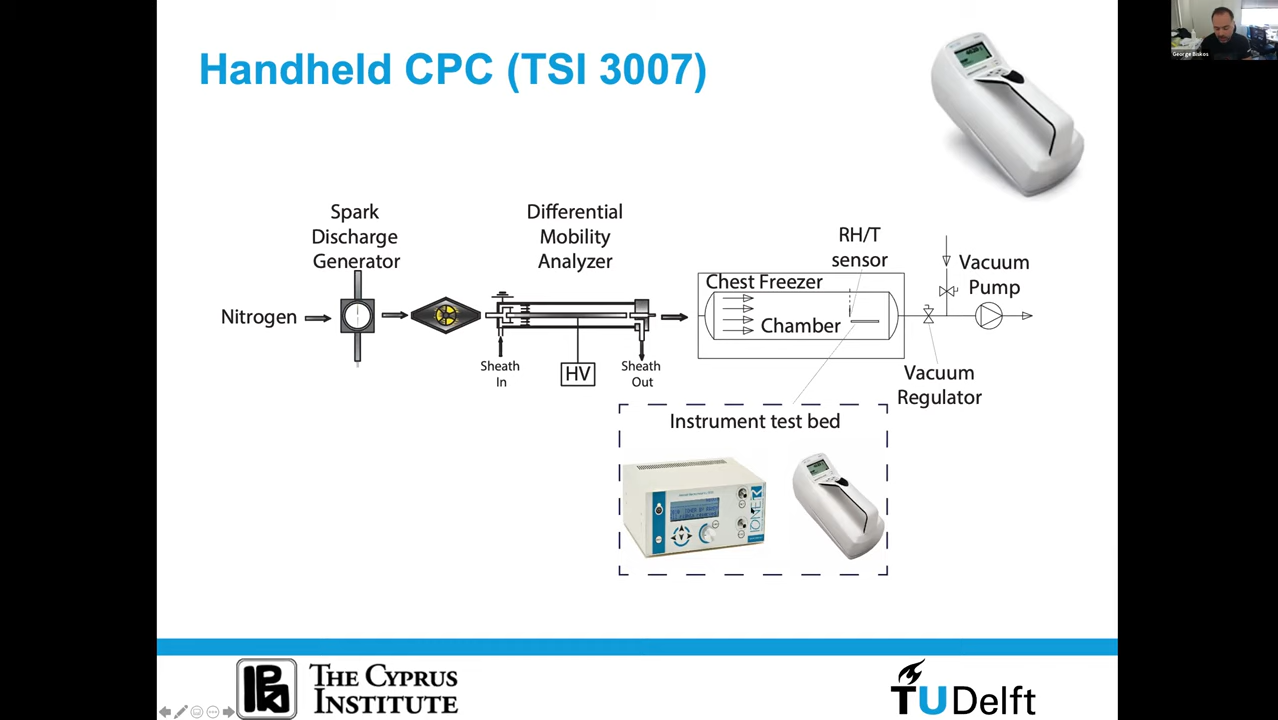 Handheld CPC (TSI 3007)
George Biskos
Spark
Discharge
Generator
Differential
Mobility
Analyzer
RH/T
sensor
Vacuum
Pump
Chest Freezer
Nitrogen
Chamber
Sheath
In
HV
Sheath
Out
Vacuum
Regulator
Instrument test bed
THE CYPRUS
INSTITUTE
TUDelft